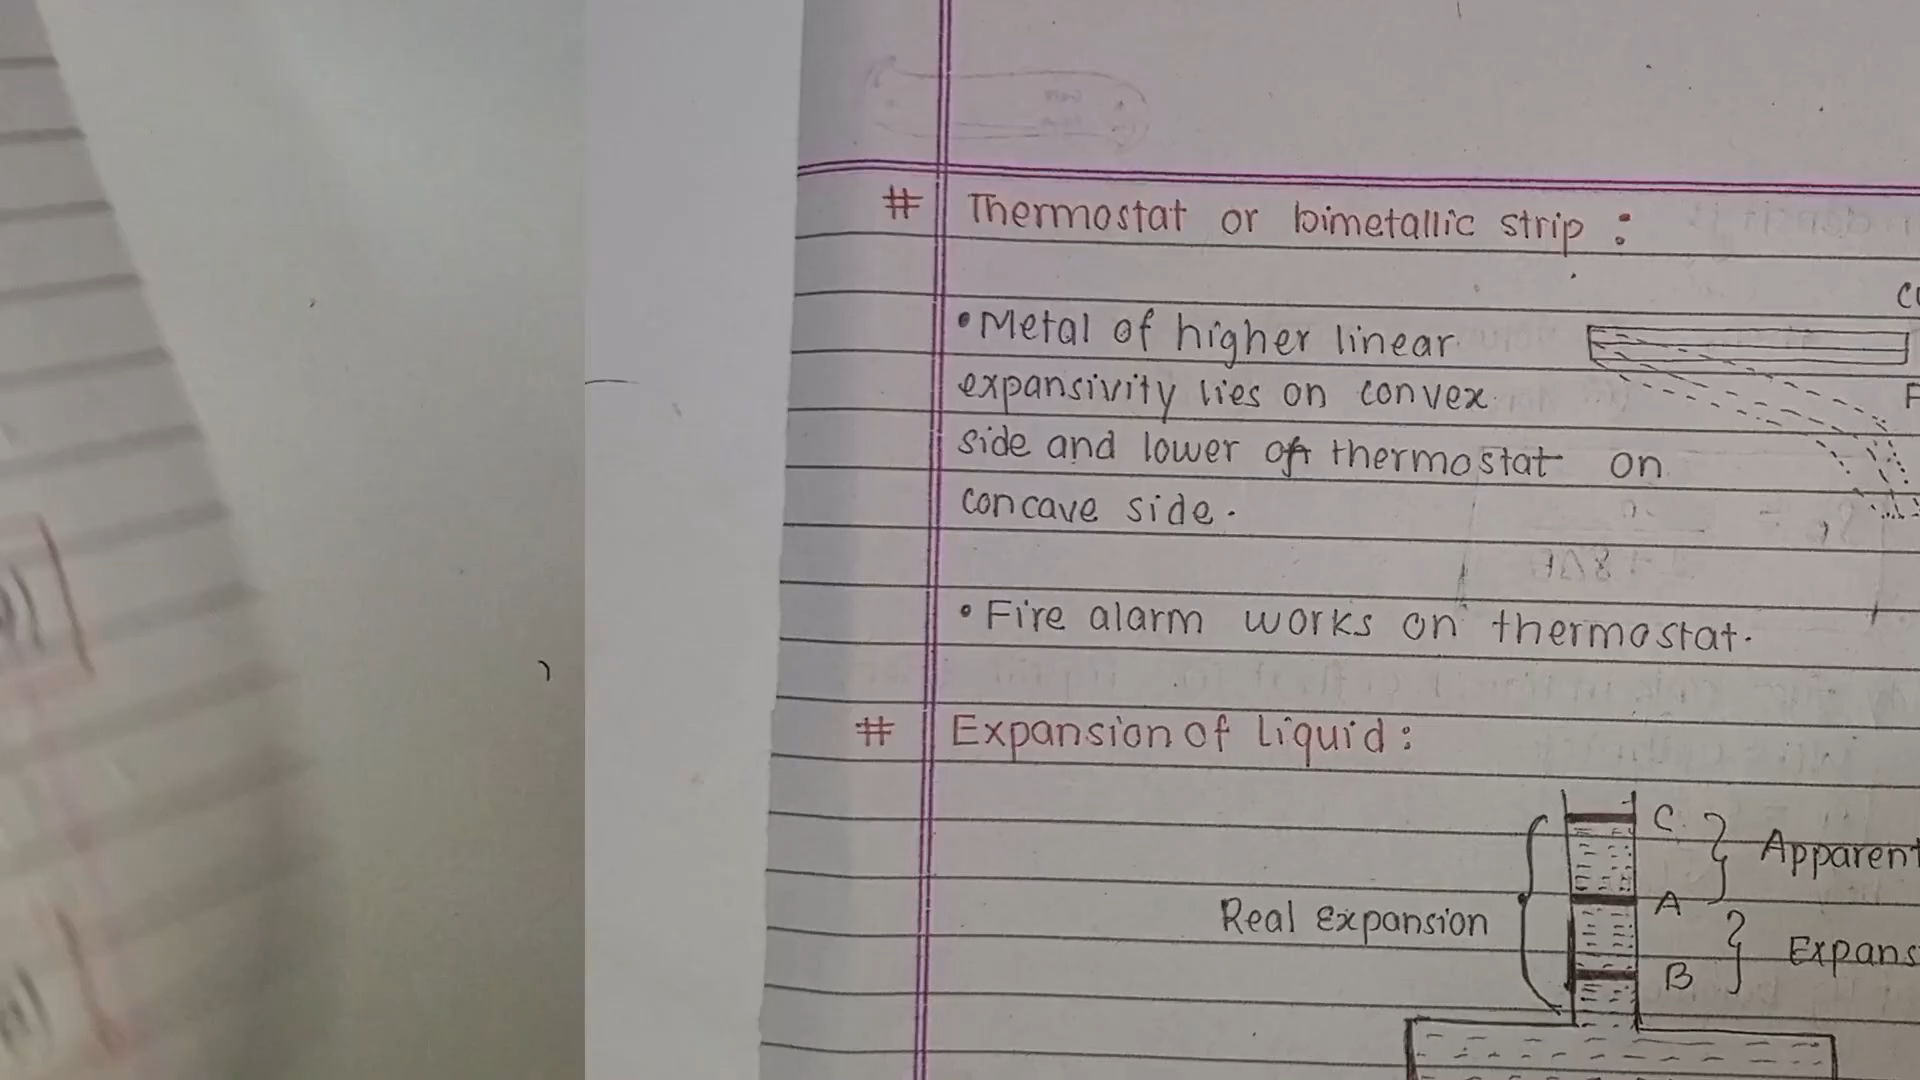 # Thermostat or bimetallic strip :
• Metal of higher linear
expansivity lies on convex
side and lower of thermostat on
concave side.
• Fire alarm works on thermostat.
# Expansion of liquid :
C
Apparent
A
Real expansion
B